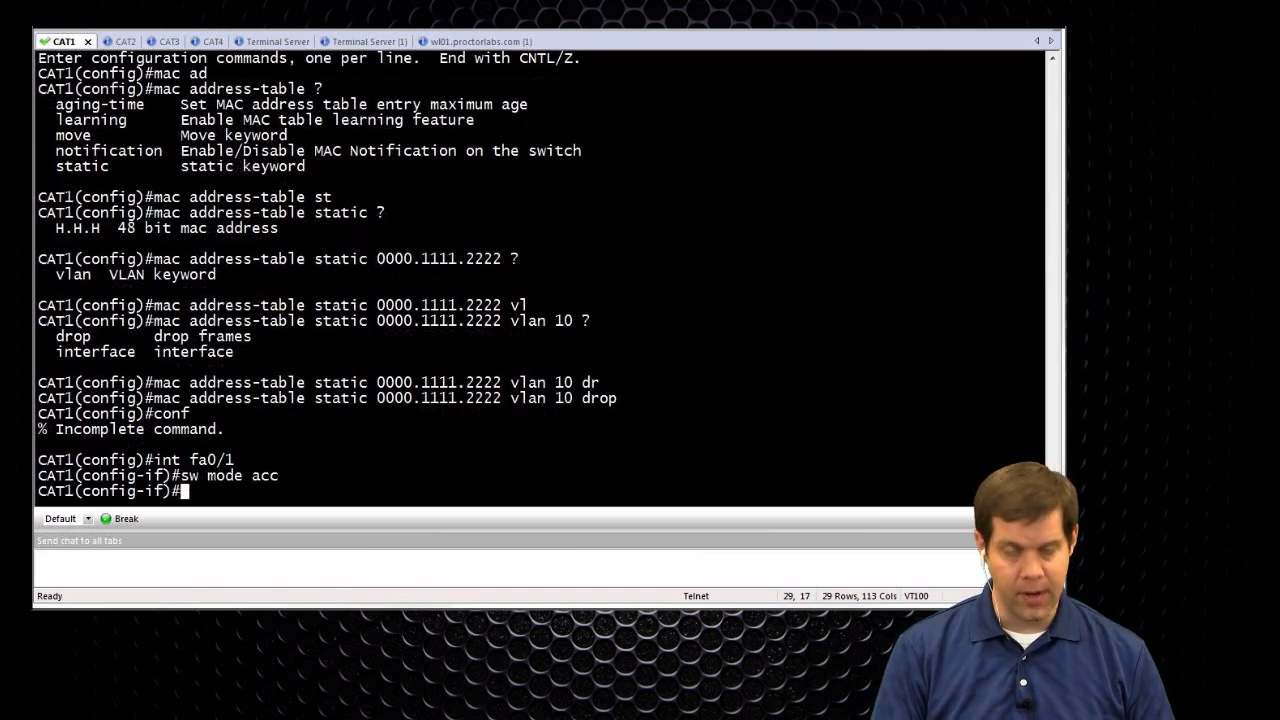 CAT1 CAT2 CAT3 CAT4 Terminal Server Terminal Server (1) wl01.proctorlabs.com (1)
Enter configuration commands, one per line.  End with CNTL/Z.
CAT1(config)#mac ad
CAT1(config)#mac address-table ?
  aging-time    Set MAC address table entry maximum age
  learning      Enable MAC table learning feature
  move          Move keyword
  notification  Enable/Disable MAC Notification on the switch
  static        static keyword
CAT1(config)#mac address-table st
CAT1(config)#mac address-table static ?
  H.H.H  48 bit mac address
CAT1(config)#mac address-table static 0000.1111.2222 ?
  vlan  VLAN keyword
CAT1(config)#mac address-table static 0000.1111.2222 vl
CAT1(config)#mac address-table static 0000.1111.2222 vlan 10 ?
  drop       drop frames
  interface  interface
CAT1(config)#mac address-table static 0000.1111.2222 vlan 10 dr
CAT1(config)#mac address-table static 0000.1111.2222 vlan 10 drop
CAT1(config)#conf
% Incomplete command.
CAT1(config)#int fa0/1
CAT1(config-if)#sw mode acc
CAT1(config-if)#
Default Break
Send chat to all tabs
Ready Telnet 29, 17 29 Rows, 113 Cols VT100